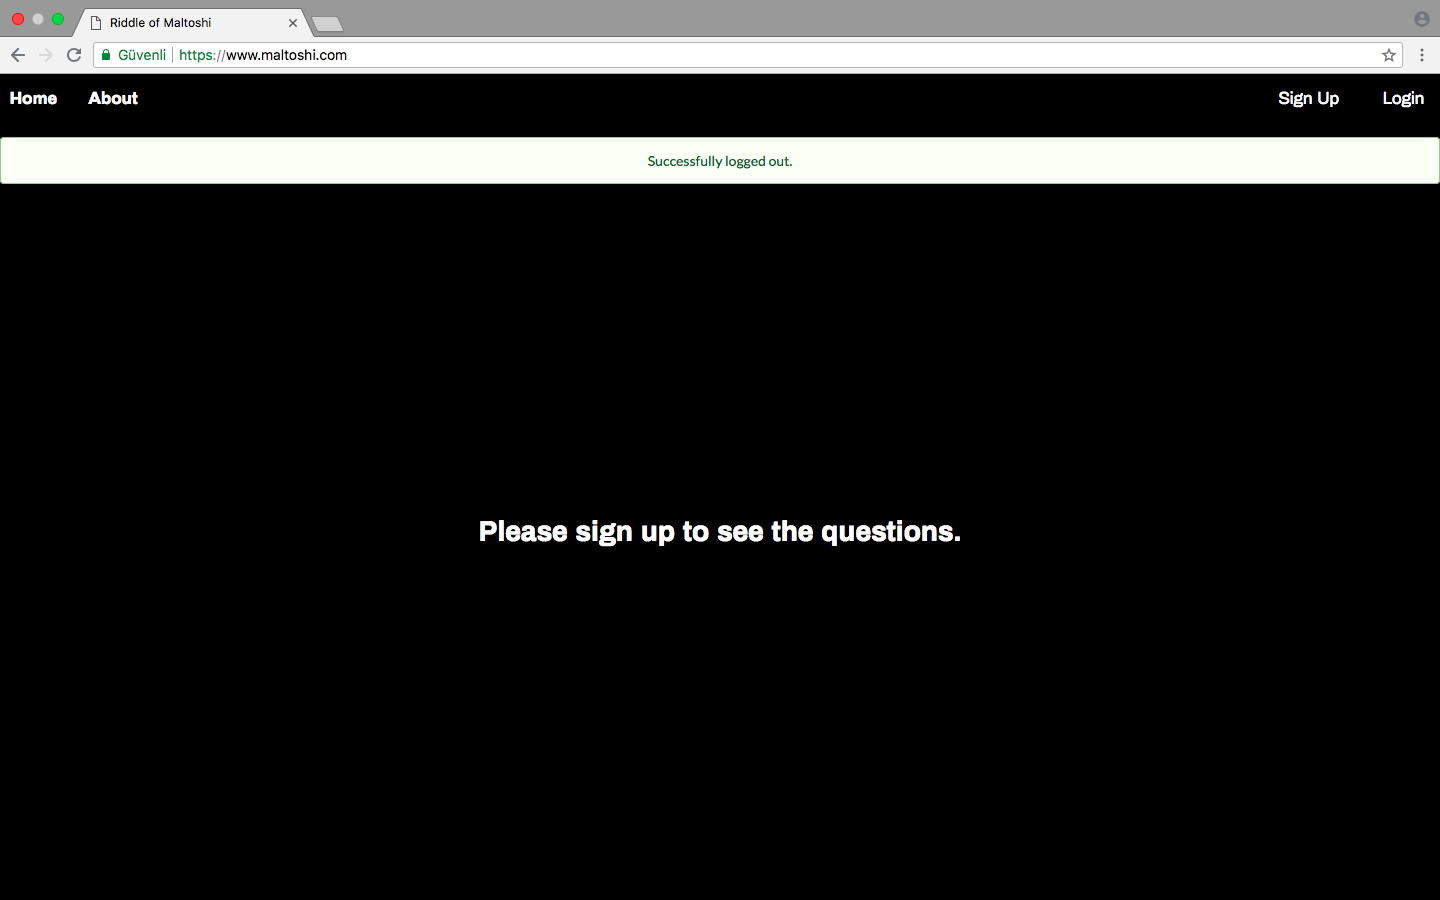 Riddle of Maltoshi
Güvenli https://www.maltoshi.com
Home About Sign Up Login
Successfully logged out.
Please sign up to see the questions.